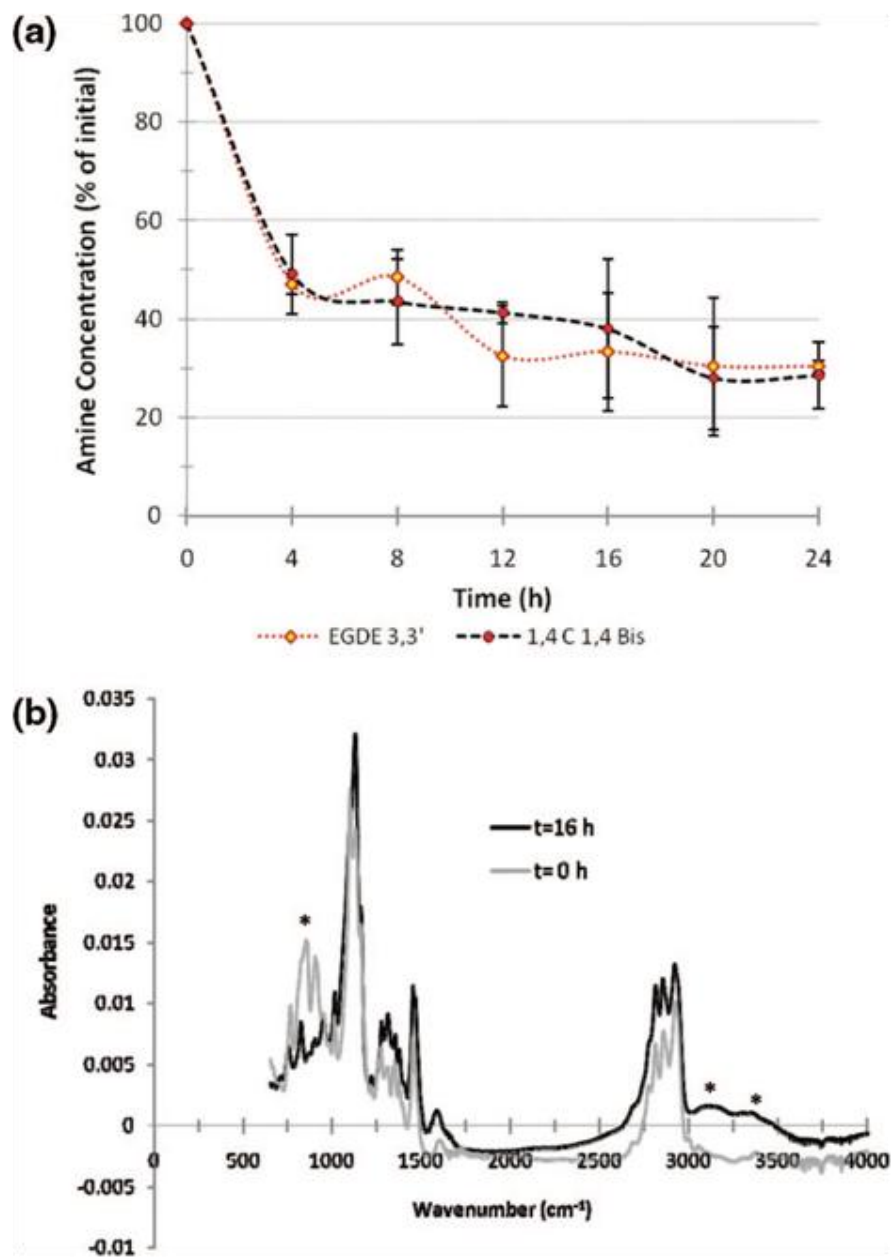 (a)
Amine Concentration (% of initial)
100
80
60
40
20
0
0 4 8 12 16 20 24
Time (h)
EGDE 3,3' 1,4 C 1,4 Bis
(b)
Absorbance
0.035
0.03
0.025
0.02
0.015
0.01
0.005
0
-0.005
-0.01
*
t=16 h
t= 0 h
* *
0 500 1000 1500 2000 2500 3000 3500 4000
Wavenumber (cm⁻¹)